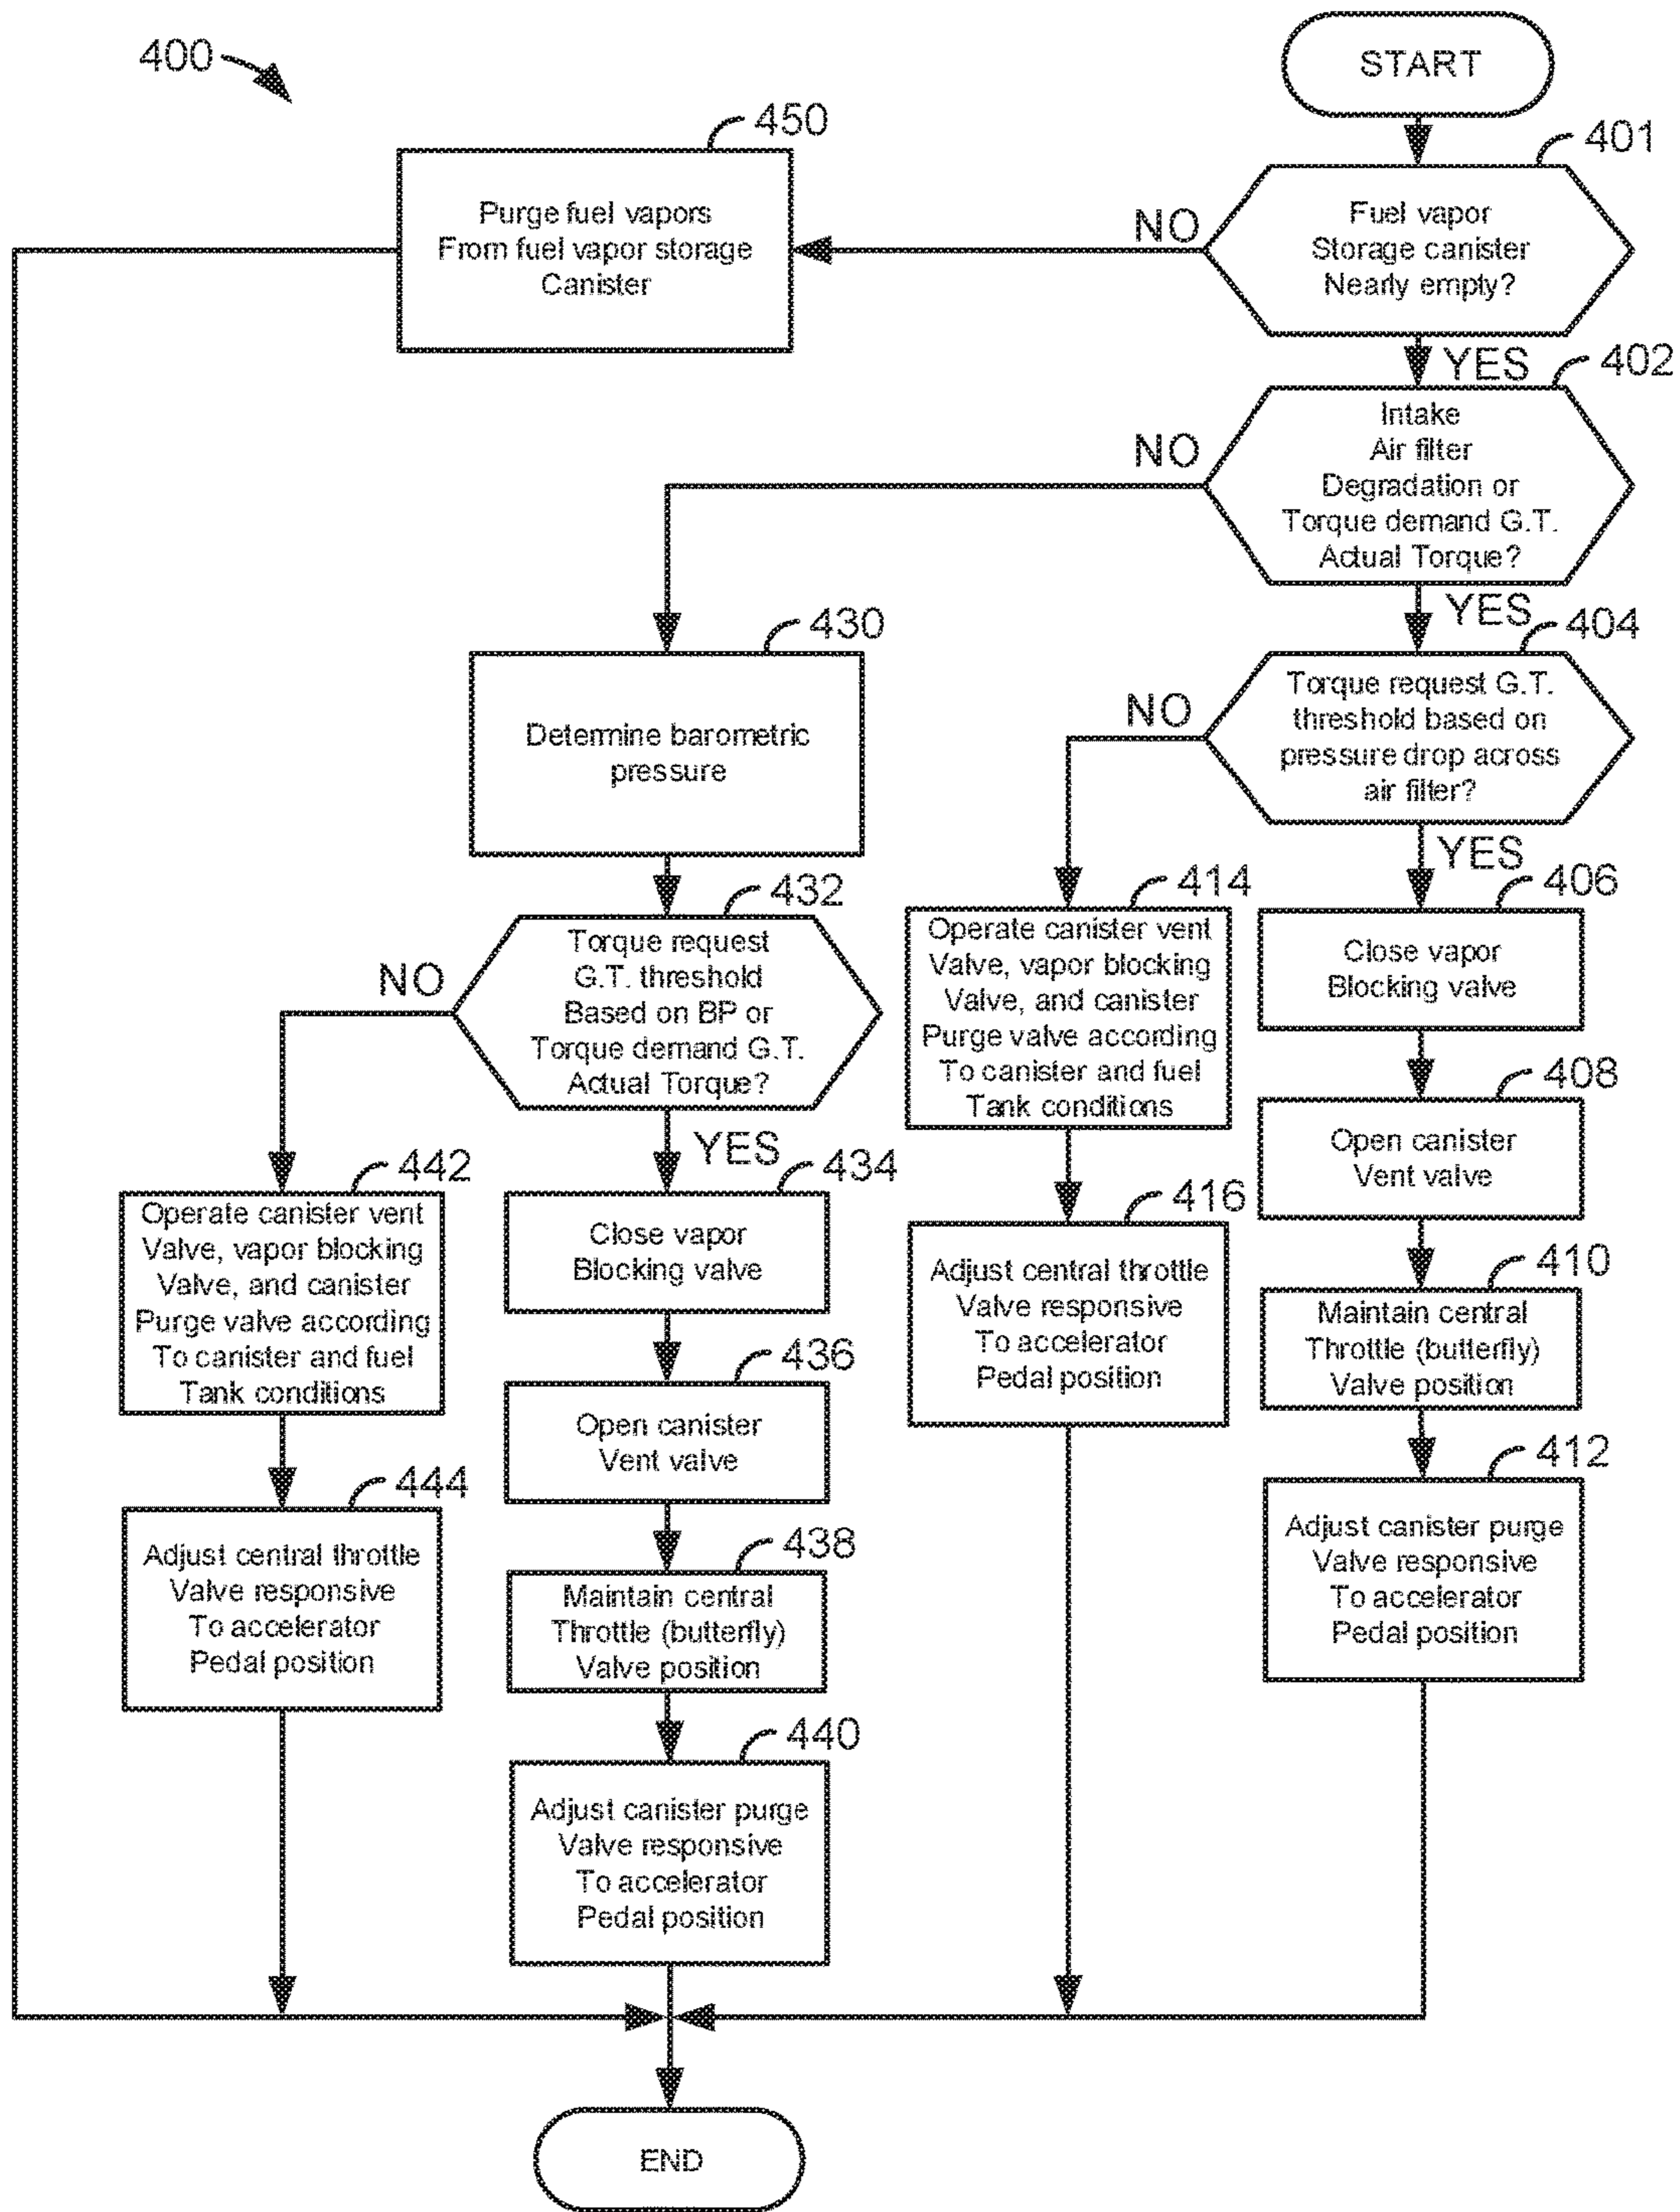 400
START
450
401
Purge fuel vapors
From fuel vapor storage
Canister
NO
Fuel vapor
Storage canister
Nearly empty?
YES
402
NO
Intake
Air filter
Degradation or
Torque demand G.T.
Actual Torque?
YES
430
404
Determine barometric
pressure
NO
Torque request G.T.
threshold based on
pressure drop across
air filter?
YES
432
414
406
NO
Torque request
G.T. threshold
Based on BP or
Torque demand G.T.
Actual Torque?
YES
Operate canister vent
Valve, vapor blocking
Valve, and canister
Purge valve according
To canister and fuel
Tank conditions
Close vapor
Blocking valve
408
Open canister
Vent valve
442
434
416
410
Operate canister vent
Valve, vapor blocking
Valve, and canister
Purge valve according
To canister and fuel
Tank conditions
Close vapor
Blocking valve
Adjust central throttle
Valve responsive
To accelerator
Pedal position
Maintain central
Throttle (butterfly)
Valve position
436
Open canister
Vent valve
412
Adjust canister purge
Valve responsive
To accelerator
Pedal position
444
Adjust central throttle
Valve responsive
To accelerator
Pedal position
438
Maintain central
Throttle (butterfly)
Valve position
440
Adjust canister purge
Valve responsive
To accelerator
Pedal position
END